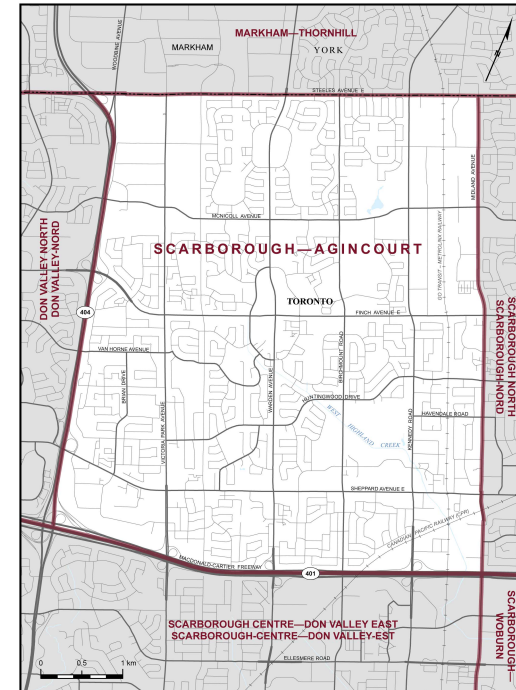 MARKHAM—THORNHILL
MARKHAM
YORK
N
WOODBINE AVENUE
STEELES AVENUE E
MIDLAND AVENUE
MCNICOLL AVENUE
GO TRANSIT - METROLINX RAILWAY
DON VALLEY NORTH
DON VALLEY-NORD
SCARBOROUGH—AGINCOURT
TORONTO
404
FINCH AVENUE E
SCARBOROUGH NORTH
SCARBOROUGH-NORD
VAN HORNE AVENUE
BIRCHMOUNT ROAD
BRIAN DRIVE
VICTORIA PARK AVENUE
WARDEN AVENUE
HUNTINGWOOD DRIVE
KENNEDY ROAD
HAVENDALE ROAD
WEST HIGHLAND CREEK
SHEPPARD AVENUE E
CANADIAN PACIFIC RAILWAY (CPR)
MACDONALD-CARTIER FREEWAY
401
SCARBOROUGH CENTRE—DON VALLEY EAST
SCARBOROUGH-CENTRE—DON VALLEY-EST
SCARBOROUGH—
WOBURN
ELLESMERE ROAD
0 0.5 1 km